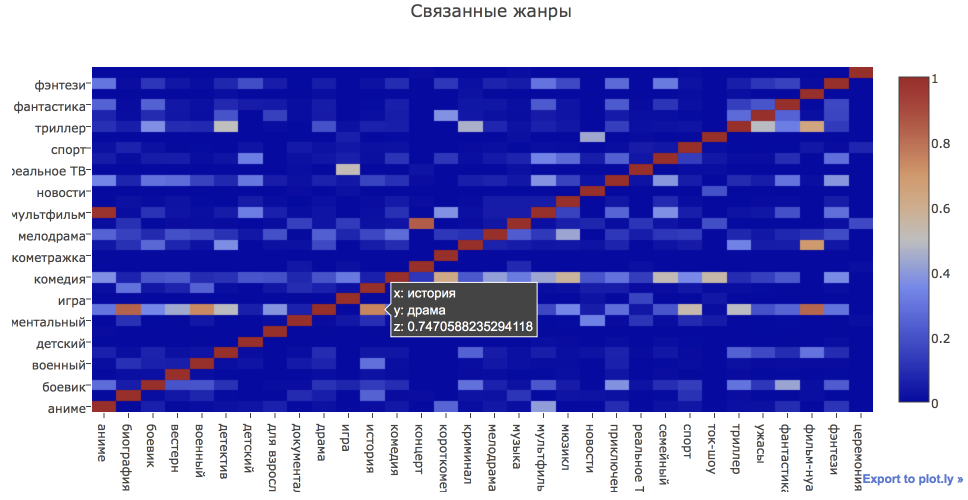 Связанные жанры
фэнтези
фантастика
триллер
спорт
реальное ТВ
новости
мультфильм
мелодрама
кометражка
комедия
игра
ментальный
детский
военный
боевик
аниме
x: история
y: драма
z: 0.7470588235294118
1
0.8
0.6
0.4
0.2
0
аниме
биография
боевик
вестерн
военный
детектив
детский
для взросл
документал
драма
игра
история
комедия
концерт
короткомет
криминал
мелодрама
музыка
мультфиль
мюзикл
новости
приключен
реальное Т
семейный
спорт
ток-шоу
триллер
ужасы
фантастика
фильм-нуа
фэнтези
церемония
Export to plot.ly »